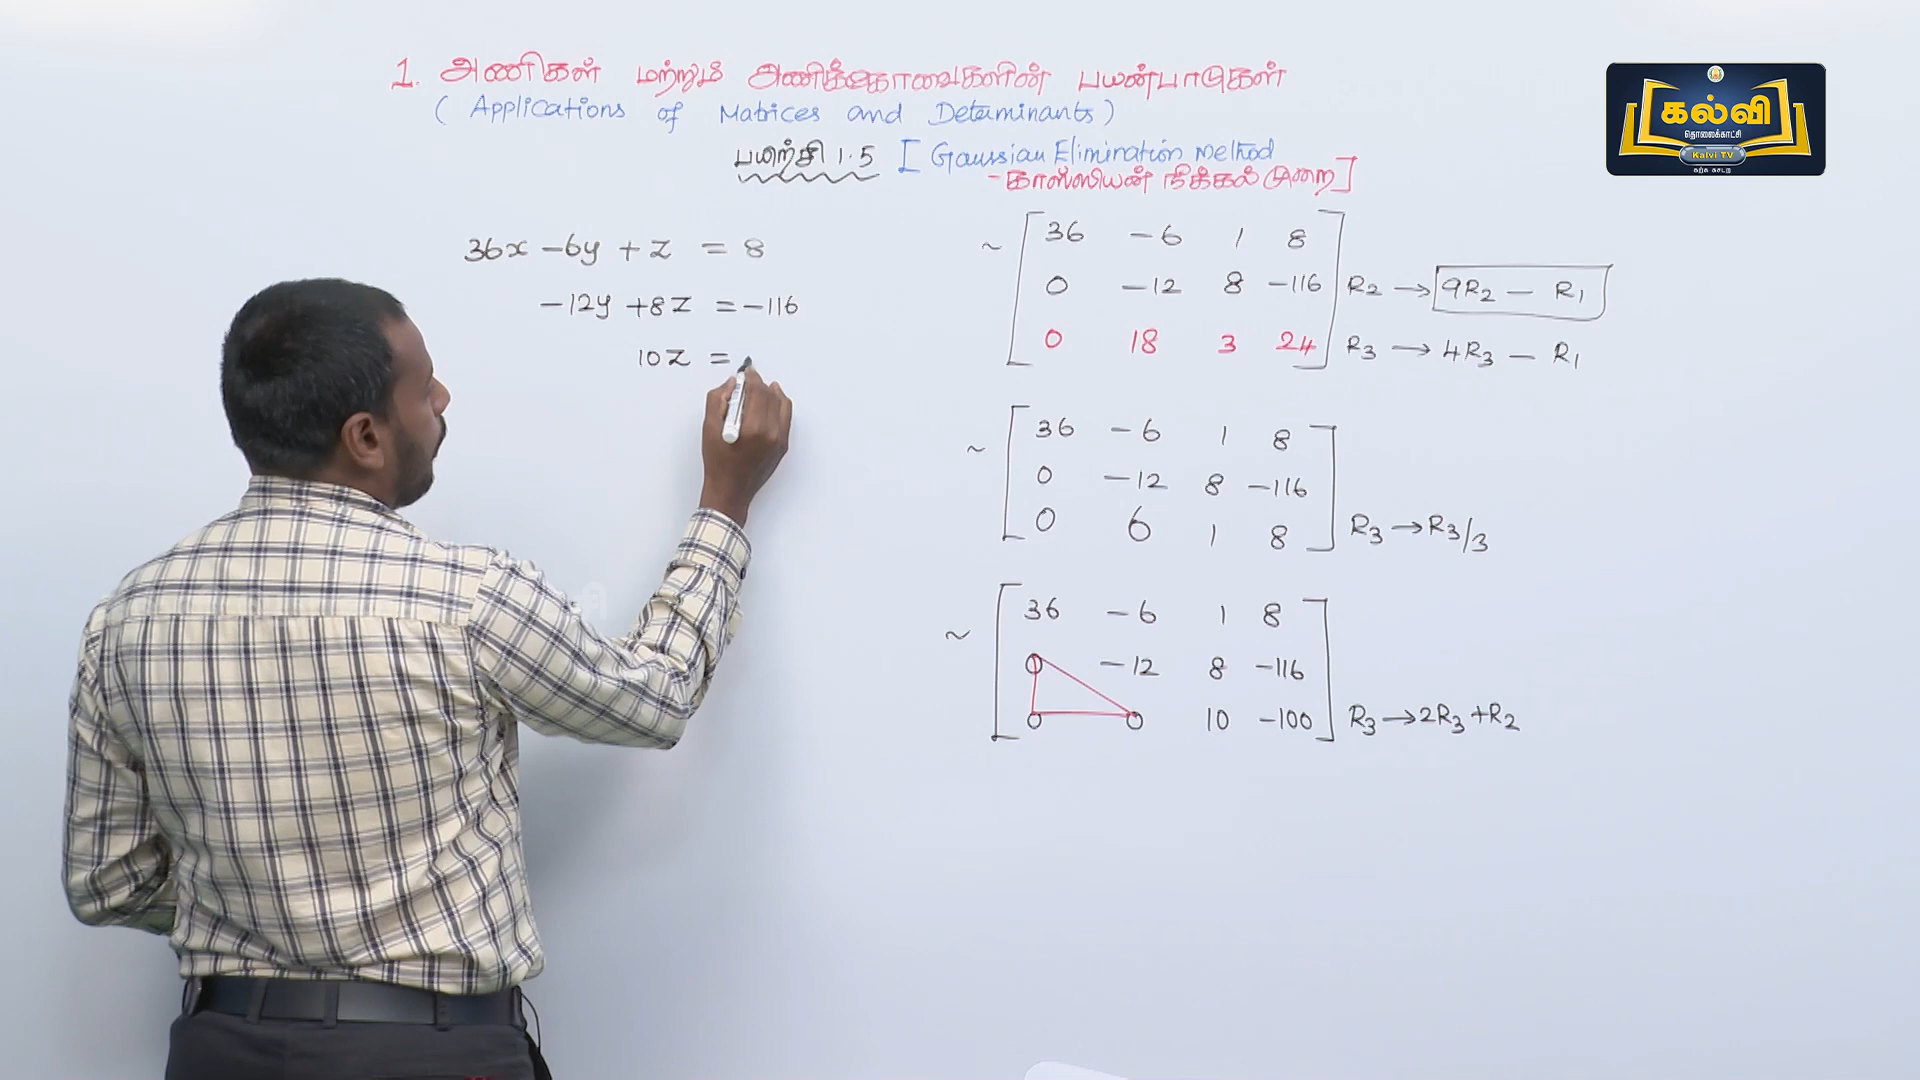 1. அணிகள் மற்றும் அணிக்கோவைகளின் பயன்பாடுகள்
( Applications of Matrices and Determinants )
பயிற்சி 1.5 [ Gaussian Elimination Method
- காஸ்ஸியன் நீக்கல் முறை ]
கல்வி
தொலைக்காட்சி
Kalvi TV
கற்க கசடற
36x - 6y + z = 8
-12y + 8z = -116
10z =
~ [ 36 -6 1 8
0 -12 8 -116 ] R2 → 9R2 - R1
0 18 3 24 R3 → 4R3 - R1
~ [ 36 -6 1 8
0 -12 8 -116
0 6 1 8 ] R3 → R3/3
~ [ 36 -6 1 8
0 -12 8 -116
0 0 10 -100 ] R3 → 2R3 + R2